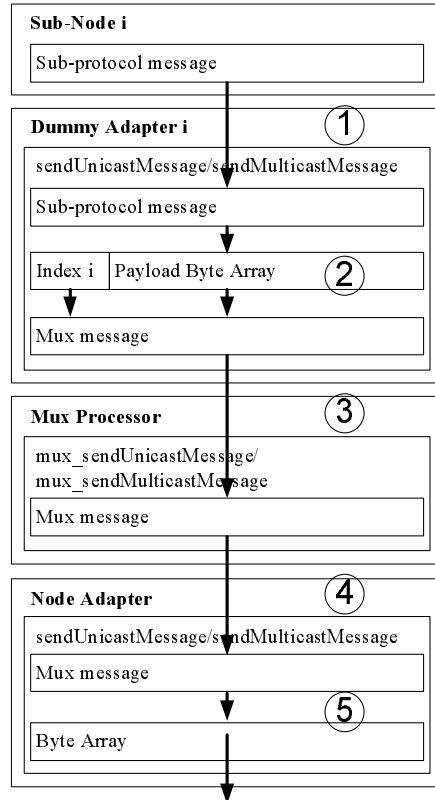 Sub-Node i
Sub-protocol message
Dummy Adapter i
1
sendUnicastMessage/sendMulticastMessage
Sub-protocol message
Index i
Payload Byte Array
2
Mux message
Mux Processor
3
mux_sendUnicastMessage/
mux_sendMulticastMessage
Mux message
Node Adapter
4
sendUnicastMessage/sendMulticastMessage
Mux message
5
Byte Array